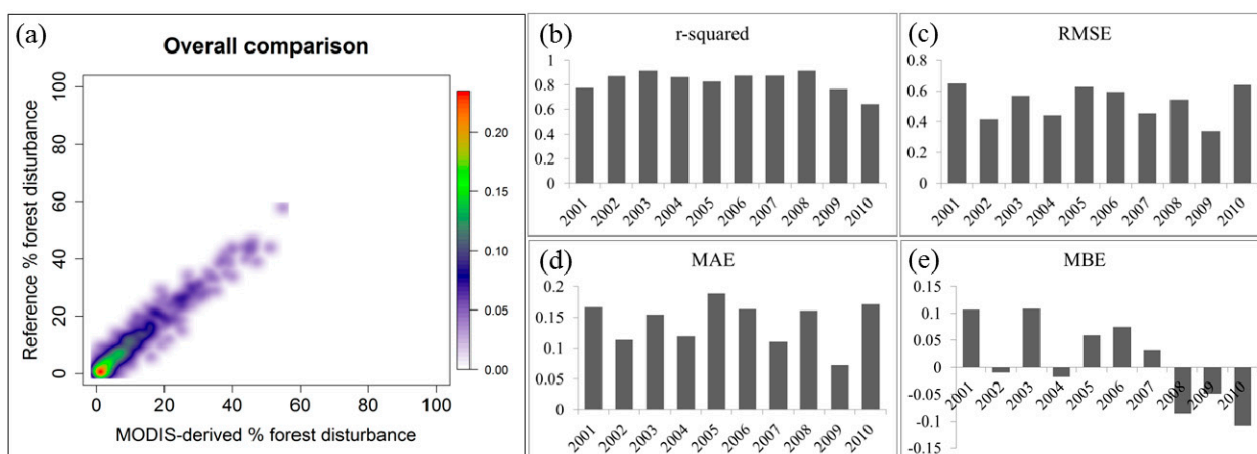 (a)
Overall comparison
Reference % forest disturbance
100
80
60
40
20
0
0 20 40 60 80 100
MODIS-derived % forest disturbance
0.20
0.15
0.10
0.05
0.00
(b)
r-squared
1
0.8
0.6
0.4
0.2
0
2001 2002 2003 2004 2005 2006 2007 2008 2009 2010
(c)
RMSE
0.8
0.6
0.4
0.2
0
2001 2002 2003 2004 2005 2006 2007 2008 2009 2010
(d)
MAE
0.2
0.15
0.1
0.05
0
2001 2002 2003 2004 2005 2006 2007 2008 2009 2010
(e)
MBE
0.15
0.1
0.05
0
-0.05
-0.1
-0.15
2001 2002 2003 2004 2005 2006 2007 2008 2009 2010